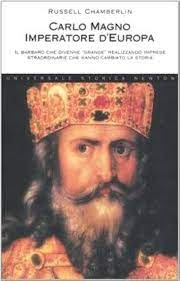 RUSSELL CHAMBERLIN
CARLO MAGNO
IMPERATORE D'EUROPA
IL BARBARO CHE DIVENNE "GRANDE" REALIZZANDO IMPRESE
STRAORDINARIE CHE HANNO CAMBIATO LA STORIA
UNIVERSALE STORICA NEWTON